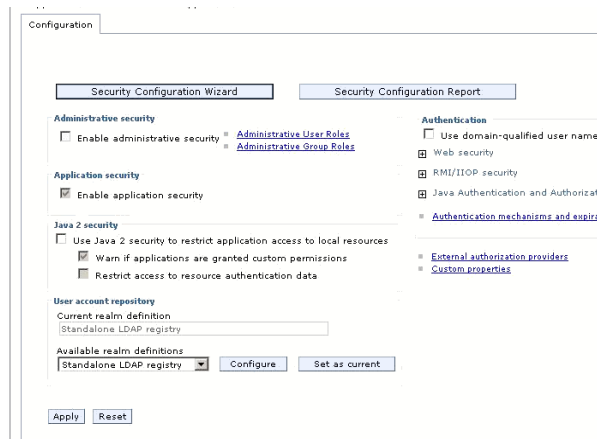 Configuration
Security Configuration Wizard
Security Configuration Report
Administrative security
Enable administrative security
Administrative User Roles
Administrative Group Roles
Application security
Enable application security
Java 2 security
Use Java 2 security to restrict application access to local resources
Warn if applications are granted custom permissions
Restrict access to resource authentication data
User account repository
Current realm definition
Standalone LDAP registry
Available realm definitions
Standalone LDAP registry
Configure
Set as current
Apply
Reset
Authentication
Use domain-qualified user name
Web security
RMI/IIOP security
Java Authentication and Authorizat
Authentication mechanisms and expira
External authorization providers
Custom properties